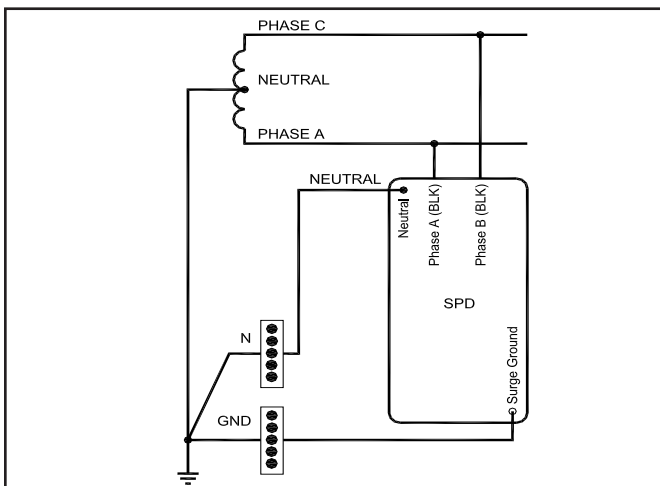 PHASE C
NEUTRAL
PHASE A
NEUTRAL
Neutral
Phase A (BLK)
Phase B (BLK)
SPD
N
Surge Ground
GND